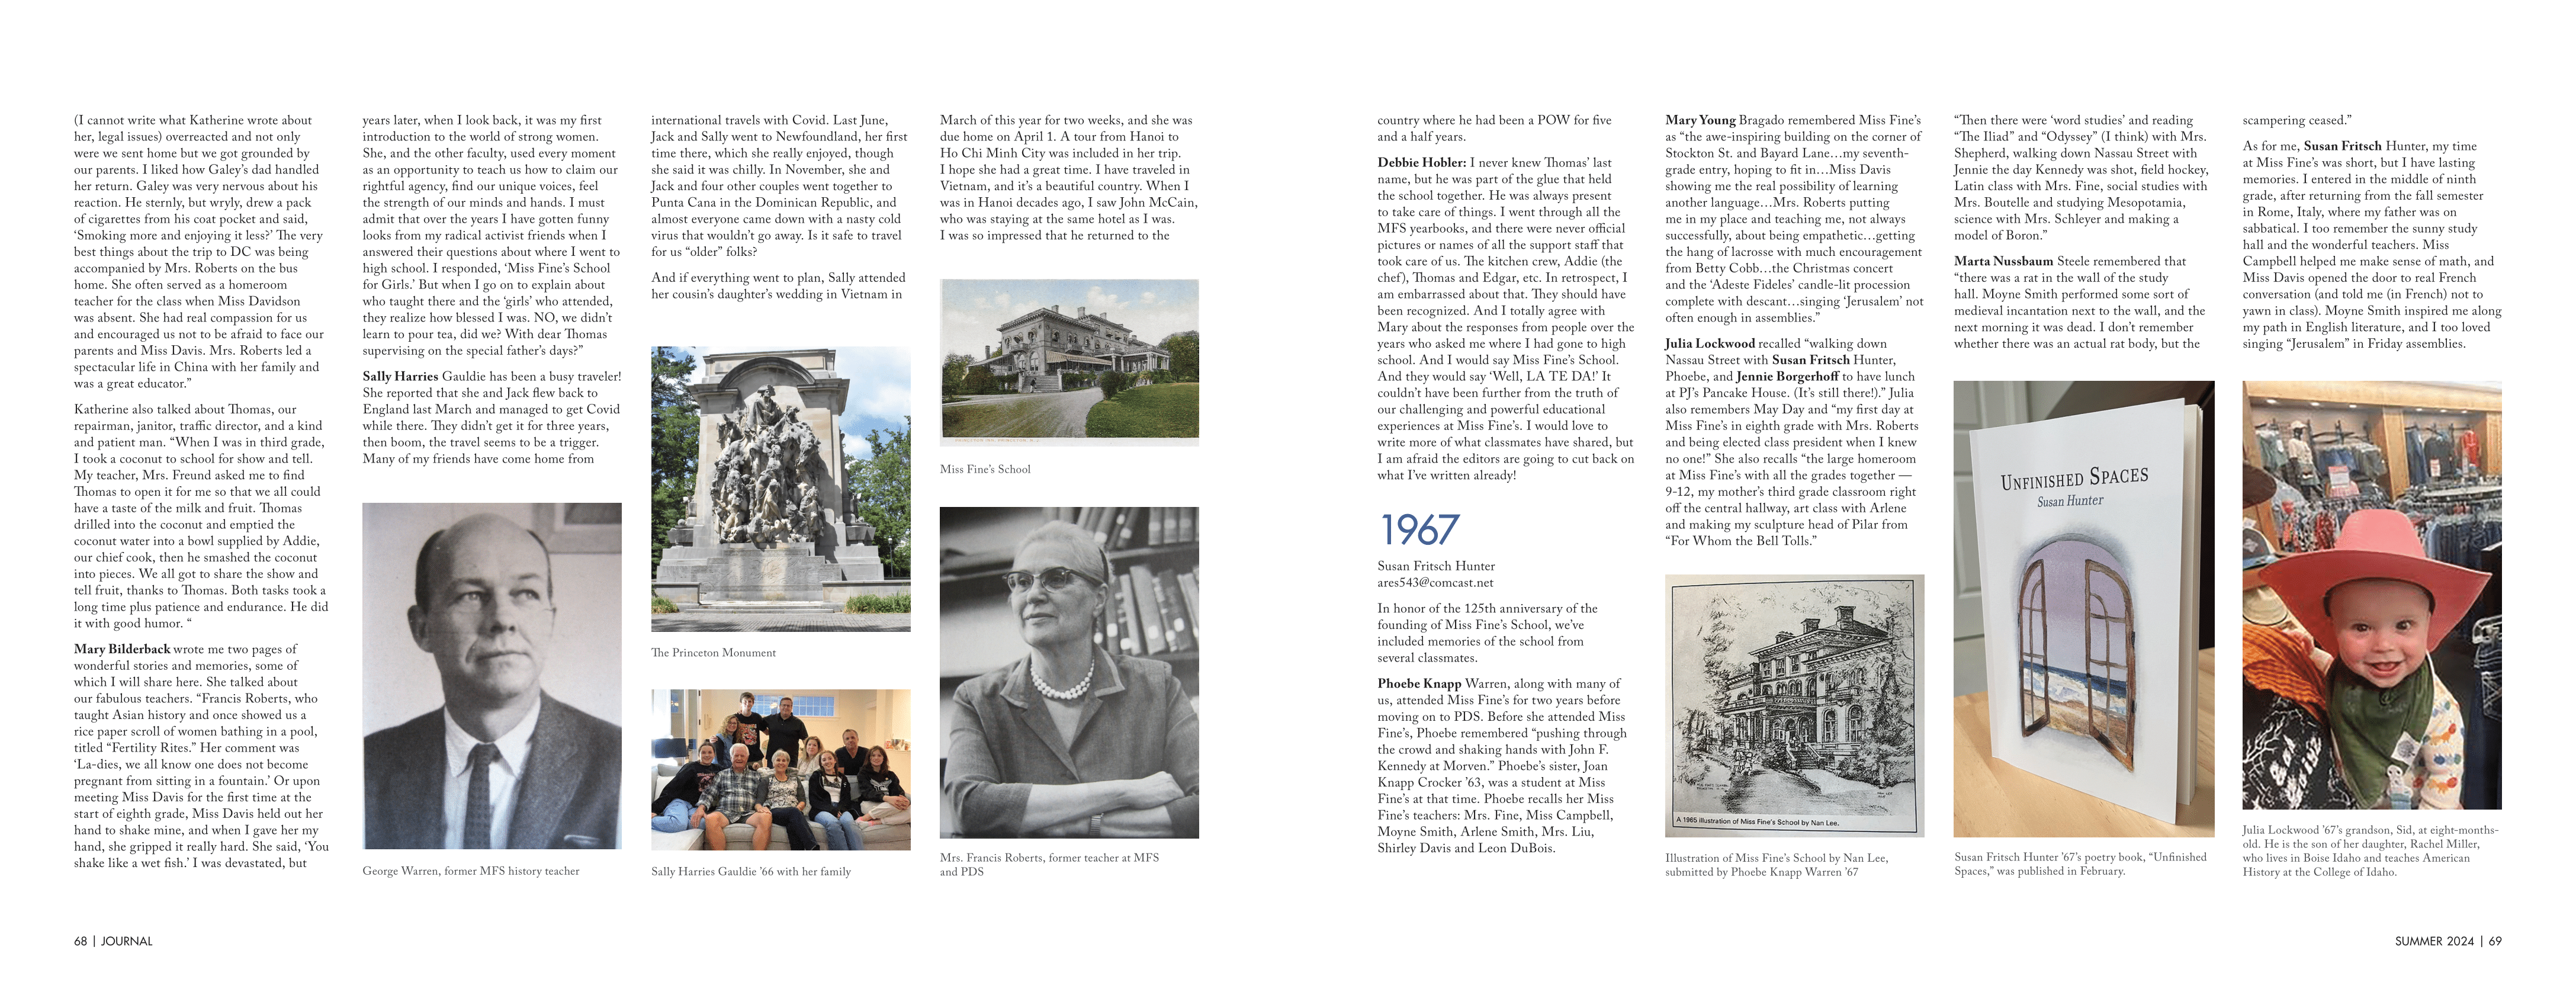 (I cannot write what Katherine wrote about
her, legal issues) overreacted and not only
were we sent home but we got grounded by
our parents. I liked how Galey's dad handled
her return. Galey was very nervous about his
reaction. He sternly, but wryly, drew a pack
of cigarettes from his coat pocket and said,
‘Smoking more and enjoying it less?’ The very
best things about the trip to DC was being
accompanied by Mrs. Roberts on the bus
home. She often served as a homeroom
teacher for the class when Miss Davidson
was absent. She had real compassion for us
and encouraged us not to be afraid to face our
parents and Miss Davis. Mrs. Roberts led a
spectacular life in China with her family and
was a great educator.”
Katherine also talked about Thomas, our
repairman, janitor, traffic director, and a kind
and patient man. “When I was in third grade,
I took a coconut to school for show and tell.
My teacher, Mrs. Freund asked me to find
Thomas to open it for me so that we all could
have a taste of the milk and fruit. Thomas
drilled into the coconut and emptied the
coconut water into a bowl supplied by Addie,
our chief cook, then he smashed the coconut
into pieces. We all got to share the show and
tell fruit, thanks to Thomas. Both tasks took a
long time plus patience and endurance. He did
it with good humor. “
Mary Bilderback wrote me two pages of
wonderful stories and memories, some of
which I will share here. She talked about
our fabulous teachers. “Francis Roberts, who
taught Asian history and once showed us a
rice paper scroll of women bathing in a pool,
titled “Fertility Rites.” Her comment was
‘La-dies, we all know one does not become
pregnant from sitting in a fountain.’ Or upon
meeting Miss Davis for the first time at the
start of eighth grade, Miss Davis held out her
hand to shake mine, and when I gave her my
hand, she gripped it really hard. She said, ‘You
shake like a wet fish.’ I was devastated, but
years later, when I look back, it was my first
introduction to the world of strong women.
She, and the other faculty, used every moment
as an opportunity to teach us how to claim our
rightful agency, find our unique voices, feel
the strength of our minds and hands. I must
admit that over the years I have gotten funny
looks from my radical activist friends when I
answered their questions about where I went to
high school. I responded, ‘Miss Fine’s School
for Girls.’ But when I go on to explain about
who taught there and the ‘girls’ who attended,
they realize how blessed I was. NO, we didn’t
learn to pour tea, did we? With dear Thomas
supervising on the special father’s days?”
Sally Harries Gauldie has been a busy traveler!
She reported that she and Jack flew back to
England last March and managed to get Covid
while there. They didn’t get it for three years,
then boom, the travel seems to be a trigger.
Many of my friends have come home from
George Warren, former MFS history teacher
international travels with Covid. Last June,
Jack and Sally went to Newfoundland, her first
time there, which she really enjoyed, though
she said it was chilly. In November, she and
Jack and four other couples went together to
Punta Cana in the Dominican Republic, and
almost everyone came down with a nasty cold
virus that wouldn’t go away. Is it safe to travel
for us “older” folks?
And if everything went to plan, Sally attended
her cousin’s daughter’s wedding in Vietnam in
The Princeton Monument
Sally Harries Gauldie ’66 with her family
March of this year for two weeks, and she was
due home on April 1. A tour from Hanoi to
Ho Chi Minh City was included in her trip.
I hope she had a great time. I have traveled in
Vietnam, and it’s a beautiful country. When I
was in Hanoi decades ago, I saw John McCain,
who was staying at the same hotel as I was.
I was so impressed that he returned to the
Miss Fine’s School
Mrs. Francis Roberts, former teacher at MFS
and PDS
68 | JOURNAL
country where he had been a POW for five
and a half years.
Debbie Hobler: I never knew Thomas’ last
name, but he was part of the glue that held
the school together. He was always present
to take care of things. I went through all the
MFS yearbooks, and there were never official
pictures or names of all the support staff that
took care of us. The kitchen crew, Addie (the
chef), Thomas and Edgar, etc. In retrospect, I
am embarrassed about that. They should have
been recognized. And I totally agree with
Mary about the responses from people over the
years who asked me where I had gone to high
school. And I would say Miss Fine’s School.
And they would say ‘Well, LA TE DA!’ It
couldn’t have been further from the truth of
our challenging and powerful educational
experiences at Miss Fine’s. I would love to
write more of what classmates have shared, but
I am afraid the editors are going to cut back on
what I’ve written already!
1967
Susan Fritsch Hunter
ares543@comcast.net
In honor of the 125th anniversary of the
founding of Miss Fine’s School, we’ve
included memories of the school from
several classmates.
Phoebe Knapp Warren, along with many of
us, attended Miss Fine’s for two years before
moving on to PDS. Before she attended Miss
Fine’s, Phoebe remembered “pushing through
the crowd and shaking hands with John F.
Kennedy at Morven.” Phoebe’s sister, Joan
Knapp Crocker ’63, was a student at Miss
Fine’s at that time. Phoebe recalls her Miss
Fine’s teachers: Mrs. Fine, Miss Campbell,
Moyne Smith, Arlene Smith, Mrs. Liu,
Shirley Davis and Leon DuBois.
Mary Young Bragado remembered Miss Fine’s
as “the awe-inspiring building on the corner of
Stockton St. and Bayard Lane…my seventh-
grade entry, hoping to fit in…Miss Davis
showing me the real possibility of learning
another language…Mrs. Roberts putting
me in my place and teaching me, not always
successfully, about being empathetic…getting
the hang of lacrosse with much encouragement
from Betty Cobb…the Christmas concert
and the ‘Adeste Fideles’ candle-lit procession
complete with descant…singing ‘Jerusalem’ not
often enough in assemblies.”
Julia Lockwood recalled “walking down
Nassau Street with Susan Fritsch Hunter,
Phoebe, and Jennie Borgerhoff to have lunch
at PJ’s Pancake House. (It’s still there!).” Julia
also remembers May Day and “my first day at
Miss Fine’s in eighth grade with Mrs. Roberts
and being elected class president when I knew
no one!” She also recalls “the large homeroom
at Miss Fine’s with all the grades together —
9-12, my mother’s third grade classroom right
off the central hallway, art class with Arlene
and making my sculpture head of Pilar from
“For Whom the Bell Tolls.”
A 1965 illustration of Miss Fine’s School by Nan Lee.
Illustration of Miss Fine’s School by Nan Lee,
submitted by Phoebe Knapp Warren ’67
“Then there were ‘word studies’ and reading
“The Iliad” and “Odyssey” (I think) with Mrs.
Shepherd, walking down Nassau Street with
Jennie the day Kennedy was shot, field hockey,
Latin class with Mrs. Fine, social studies with
Mrs. Boutelle and studying Mesopotamia,
science with Mrs. Schleyer and making a
model of Boron.”
Marta Nussbaum Steele remembered that
“there was a rat in the wall of the study
hall. Moyne Smith performed some sort of
medieval incantation next to the wall, and the
next morning it was dead. I don’t remember
whether there was an actual rat body, but the
UNFINISHED SPACES
Susan Hunter
Susan Fritsch Hunter ’67’s poetry book, “Unfinished
Spaces,” was published in February.
scampering ceased.”
As for me, Susan Fritsch Hunter, my time
at Miss Fine’s was short, but I have lasting
memories. I entered in the middle of ninth
grade, after returning from the fall semester
in Rome, Italy, where my father was on
sabbatical. I too remember the sunny study
hall and the wonderful teachers. Miss
Campbell helped me make sense of math, and
Miss Davis opened the door to real French
conversation (and told me (in French) not to
yawn in class). Moyne Smith inspired me along
my path in English literature, and I too loved
singing “Jerusalem” in Friday assemblies.
Julia Lockwood ’67’s grandson, Sid, at eight-months-
old. He is the son of her daughter, Rachel Miller,
who lives in Boise Idaho and teaches American
History at the College of Idaho.
SUMMER 2024 | 69